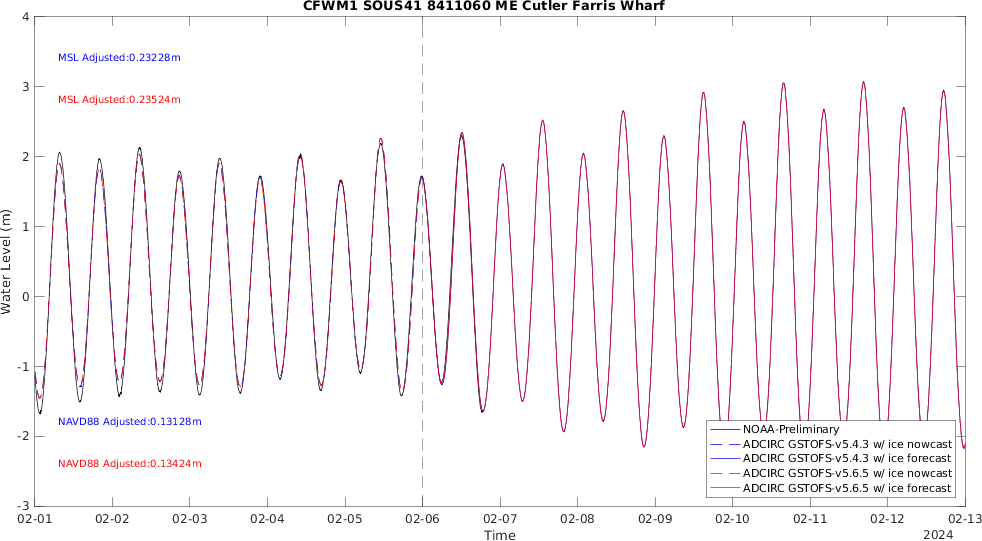 CFWM1 SOUS41 8411060 ME Cutler Farris Wharf
4
3
2
1
0
-1
-2
-3
Water Level (m)
MSL Adjusted:0.23228m
MSL Adjusted:0.23524m
NAVD88 Adjusted:0.13128m
NAVD88 Adjusted:0.13424m
NOAA-Preliminary
ADCIRC GSTOFS-v5.4.3 w/ ice nowcast
ADCIRC GSTOFS-v5.4.3 w/ ice forecast
ADCIRC GSTOFS-v5.6.5 w/ ice nowcast
ADCIRC GSTOFS-v5.6.5 w/ ice forecast
02-01 02-02 02-03 02-04 02-05 02-06 02-07 02-08 02-09 02-10 02-11 02-12 02-13
Time
2024